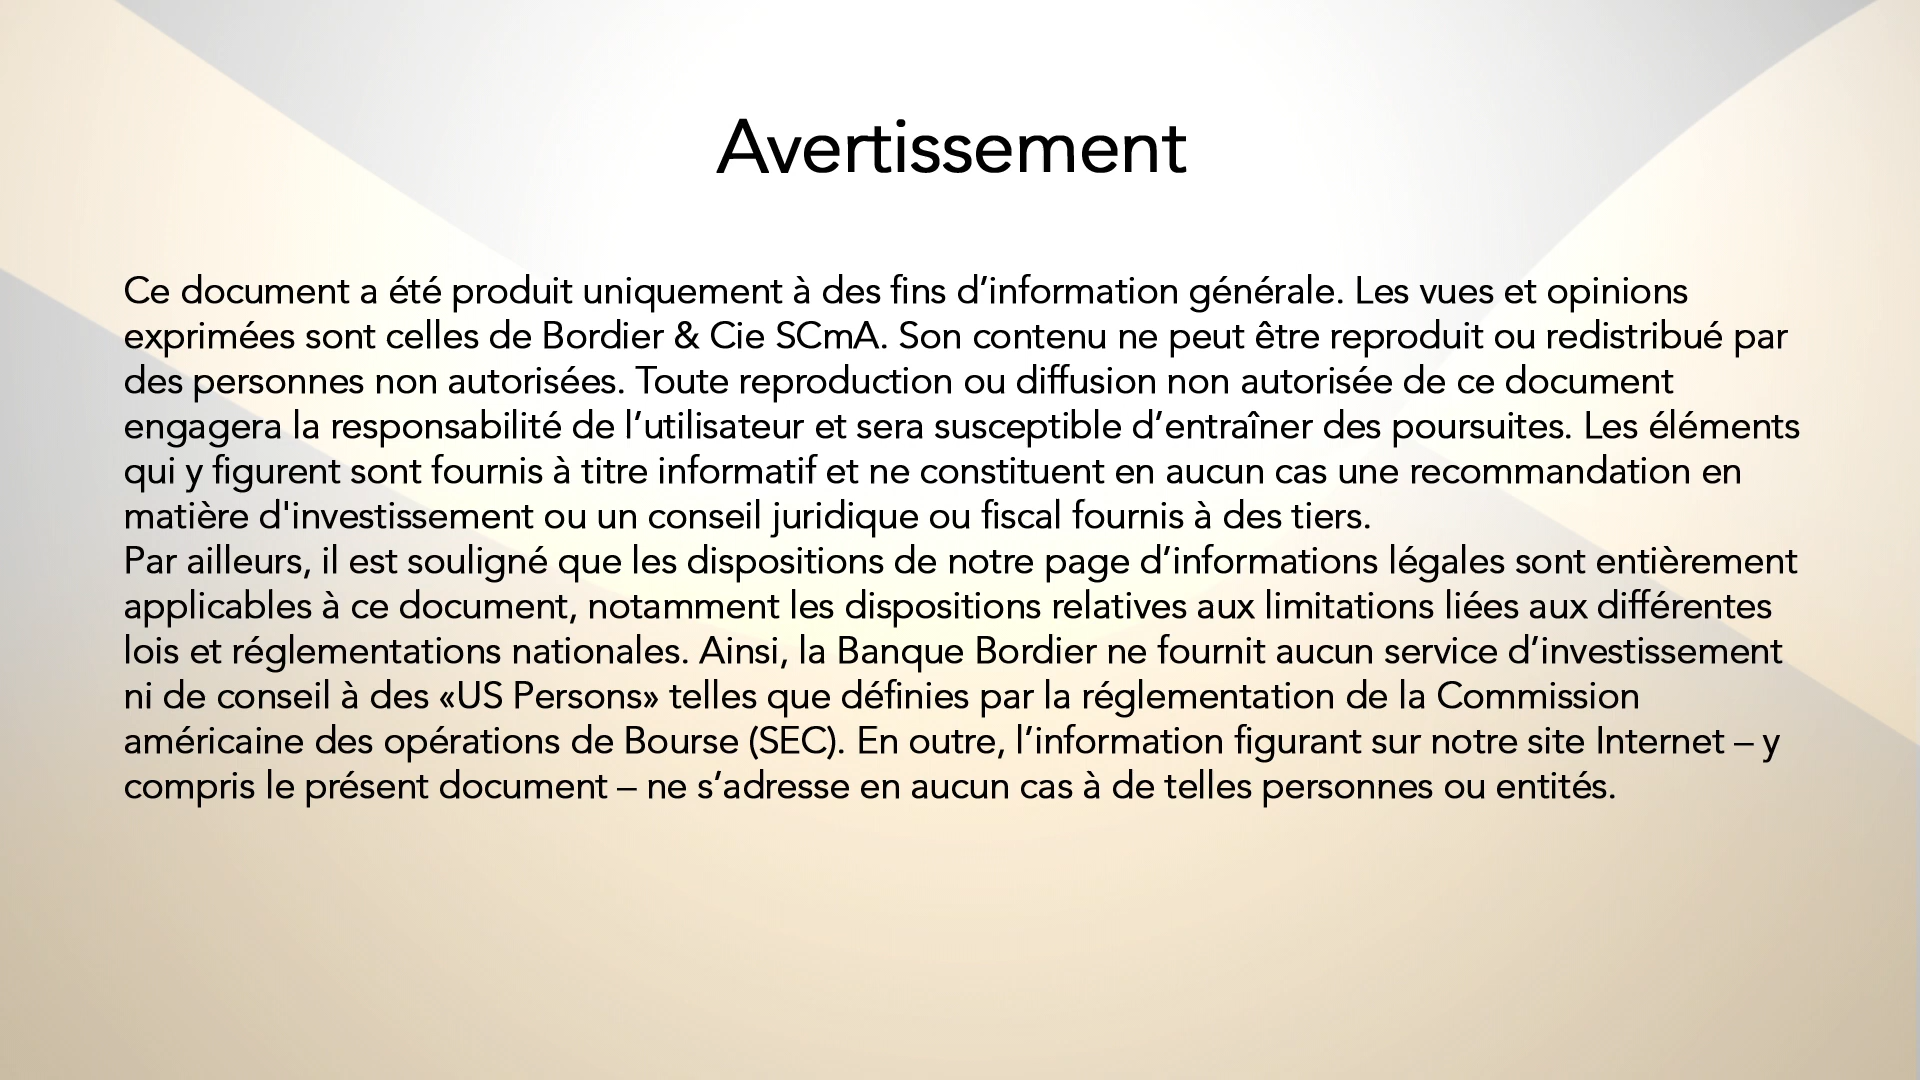 Avertissement
Ce document a été produit uniquement à des fins d’information générale. Les vues et opinions
exprimées sont celles de Bordier & Cie SCmA. Son contenu ne peut être reproduit ou redistribué par
des personnes non autorisées. Toute reproduction ou diffusion non autorisée de ce document
engagera la responsabilité de l’utilisateur et sera susceptible d’entraîner des poursuites. Les éléments
qui y figurent sont fournis à titre informatif et ne constituent en aucun cas une recommandation en
matière d'investissement ou un conseil juridique ou fiscal fournis à des tiers.
Par ailleurs, il est souligné que les dispositions de notre page d’informations légales sont entièrement
applicables à ce document, notamment les dispositions relatives aux limitations liées aux différentes
lois et réglementations nationales. Ainsi, la Banque Bordier ne fournit aucun service d’investissement
ni de conseil à des «US Persons» telles que définies par la réglementation de la Commission
américaine des opérations de Bourse (SEC). En outre, l’information figurant sur notre site Internet – y
compris le présent document – ne s’adresse en aucun cas à de telles personnes ou entités.